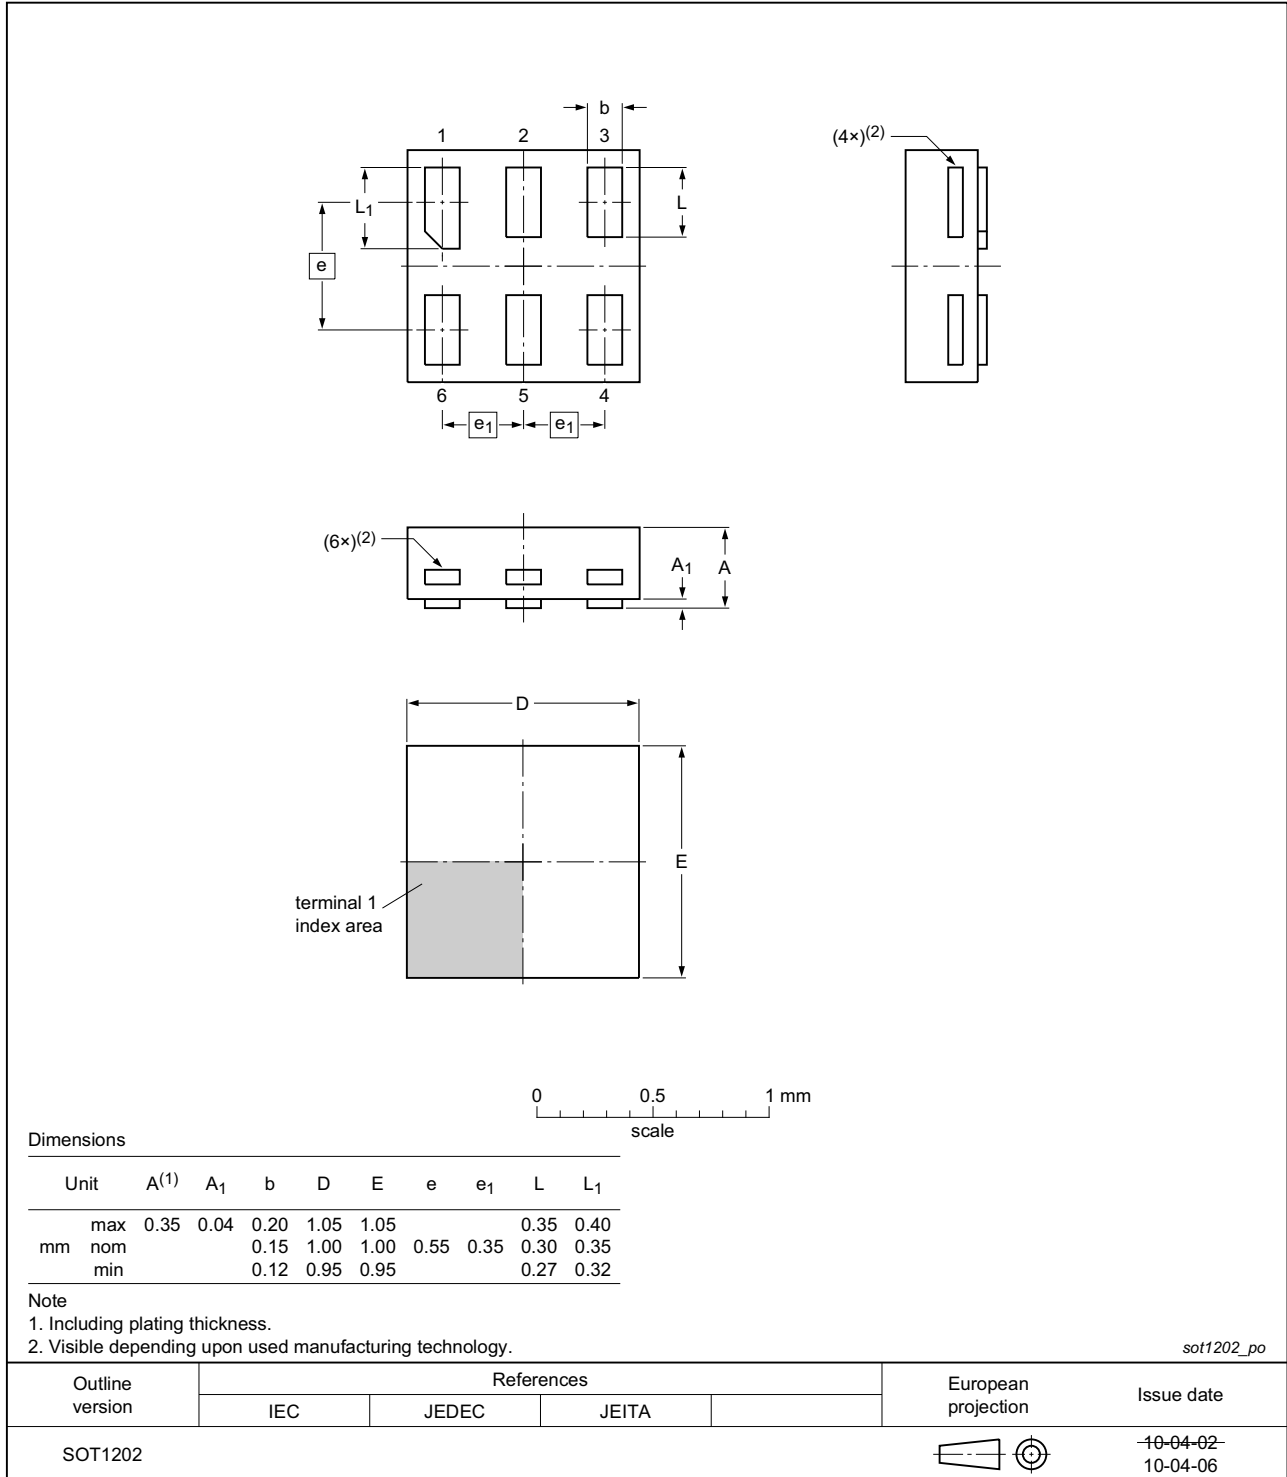 b
1 2 3
(4×)(2)
L1
L
e
6 5 4
e1 e1
(6×)(2)
A1 A
D
E
terminal 1
index area
0 0.5 1 mm
scale
Dimensions
Unit A(1) A1 b D E e e1 L L1
max 0.35 0.04 0.20 1.05 1.05 0.35 0.40
mm nom 0.15 1.00 1.00 0.55 0.35 0.30 0.35
min 0.12 0.95 0.95 0.27 0.32
Note
1. Including plating thickness.
2. Visible depending upon used manufacturing technology.
sot1202_po
Outline
version
References
IEC JEDEC JEITA
European
projection
Issue date
SOT1202
10-04-02
10-04-06